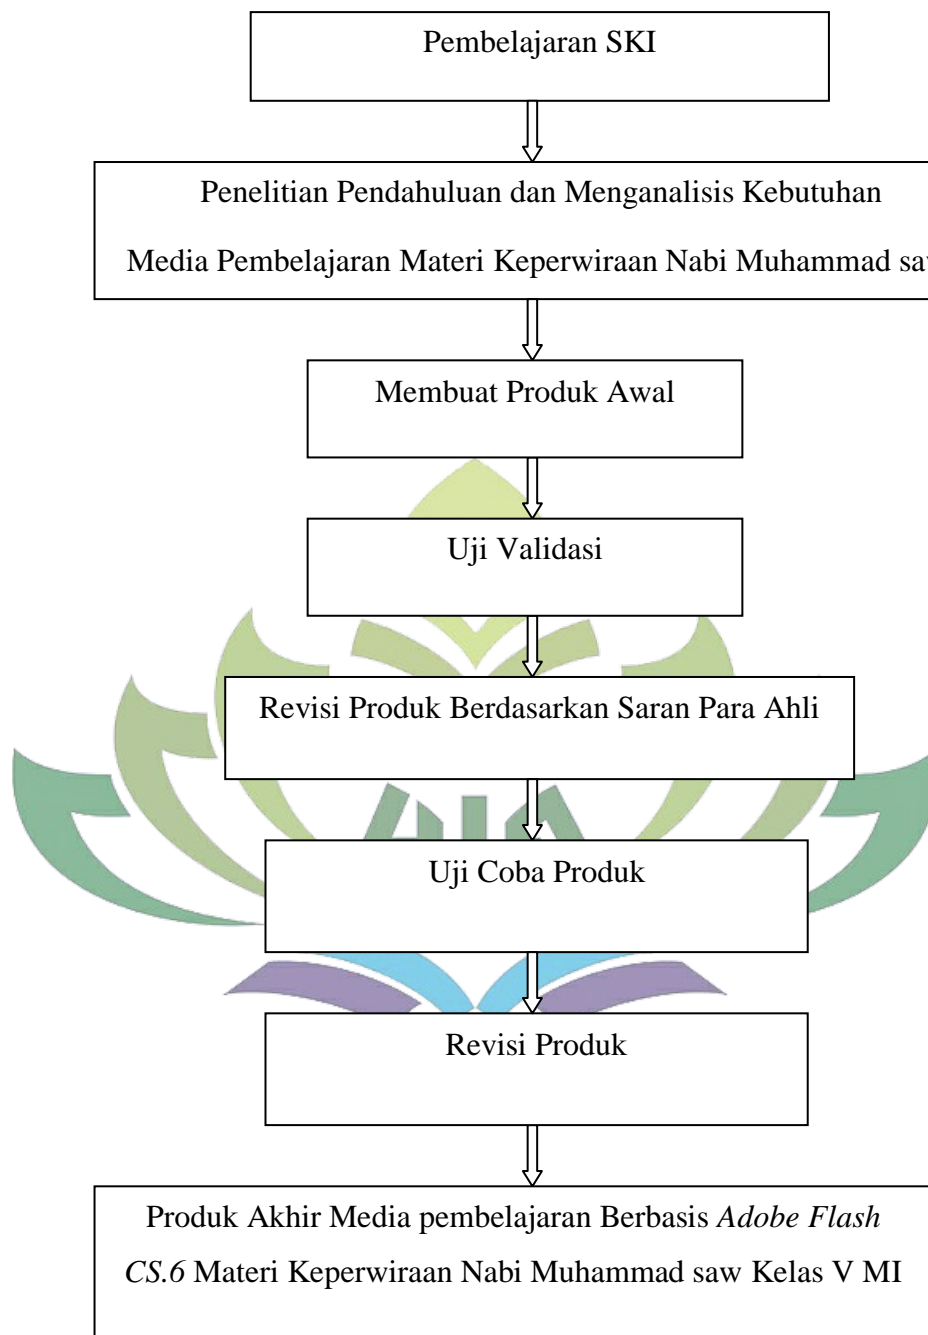 Pembelajaran SKI
Penelitian Pendahuluan dan Menganalisis Kebutuhan
Media Pembelajaran Materi Keperwiraan Nabi Muhammad saw
Membuat Produk Awal
Uji Validasi
Revisi Produk Berdasarkan Saran Para Ahli
Uji Coba Produk
Revisi Produk
Produk Akhir Media pembelajaran Berbasis Adobe Flash
CS.6 Materi Keperwiraan Nabi Muhammad saw Kelas V MI